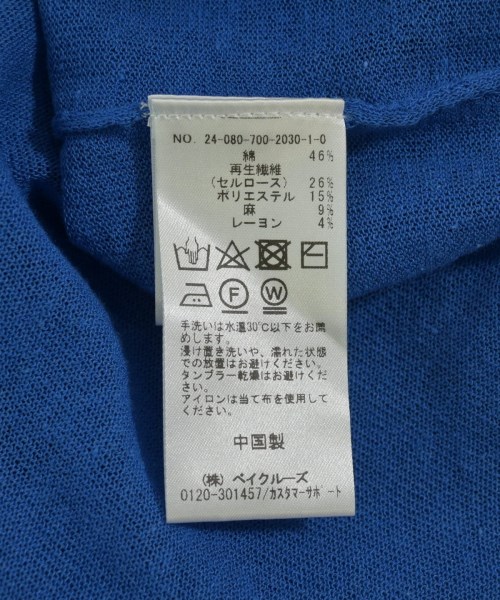 NO. 24-080-700-2030-1-0
綿 46%
再生繊維
(セルロース) 26%
ポリエステル 15%
麻 9%
レーヨン 4%
F W
手洗いは水温30℃以下をお薦
めします。
浸け置き洗いや、濡れた状態
での放置はお避けください。
タンブラー乾燥はお避けください。
アイロンは当て布を使用して
ください。
中国製
(株) ベイクルーズ
0120-301457/カスタマーサポート